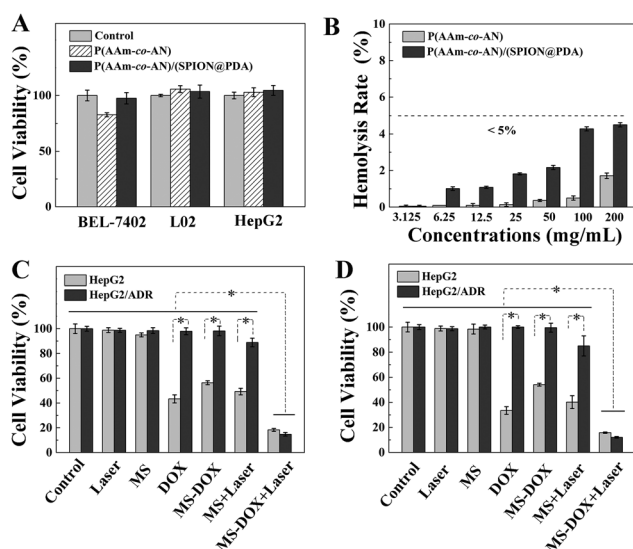 A
Control
P(AAm-co-AN)
P(AAm-co-AN)/(SPION@PDA)
Cell Viability (%)
150
100
50
0
BEL-7402 L02 HepG2
B
P(AAm-co-AN)
P(AAm-co-AN)/(SPION@PDA)
Hemolysis Rate (%)
10
8
6
4
2
0
< 5%
3.125 6.25 12.5 25 50 100 200
Concentrations (mg/mL)
C
HepG2
HepG2/ADR
Cell Viability (%)
100
80
60
40
20
0
*
* * *
Control Laser MS DOX MS-DOX MS+Laser MS-DOX+Laser
D
HepG2
HepG2/ADR
Cell Viability (%)
100
80
60
40
20
0
*
* * *
Control Laser MS DOX MS-DOX MS+Laser MS-DOX+Laser